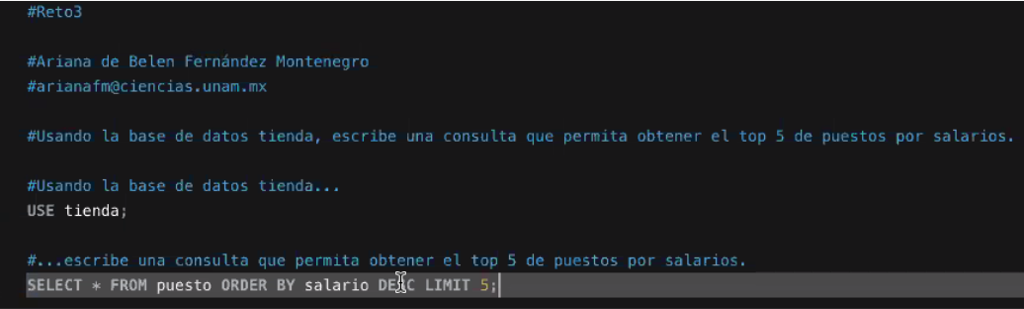 #Reto3
#Ariana de Belen Fernández Montenegro
#arianafm@ciencias.unam.mx
#Usando la base de datos tienda, escribe una consulta que permita obtener el top 5 de puestos por salarios.
#Usando la base de datos tienda...
USE tienda;
#...escribe una consulta que permita obtener el top 5 de puestos por salarios.
SELECT * FROM puesto ORDER BY salario DESC LIMIT 5;